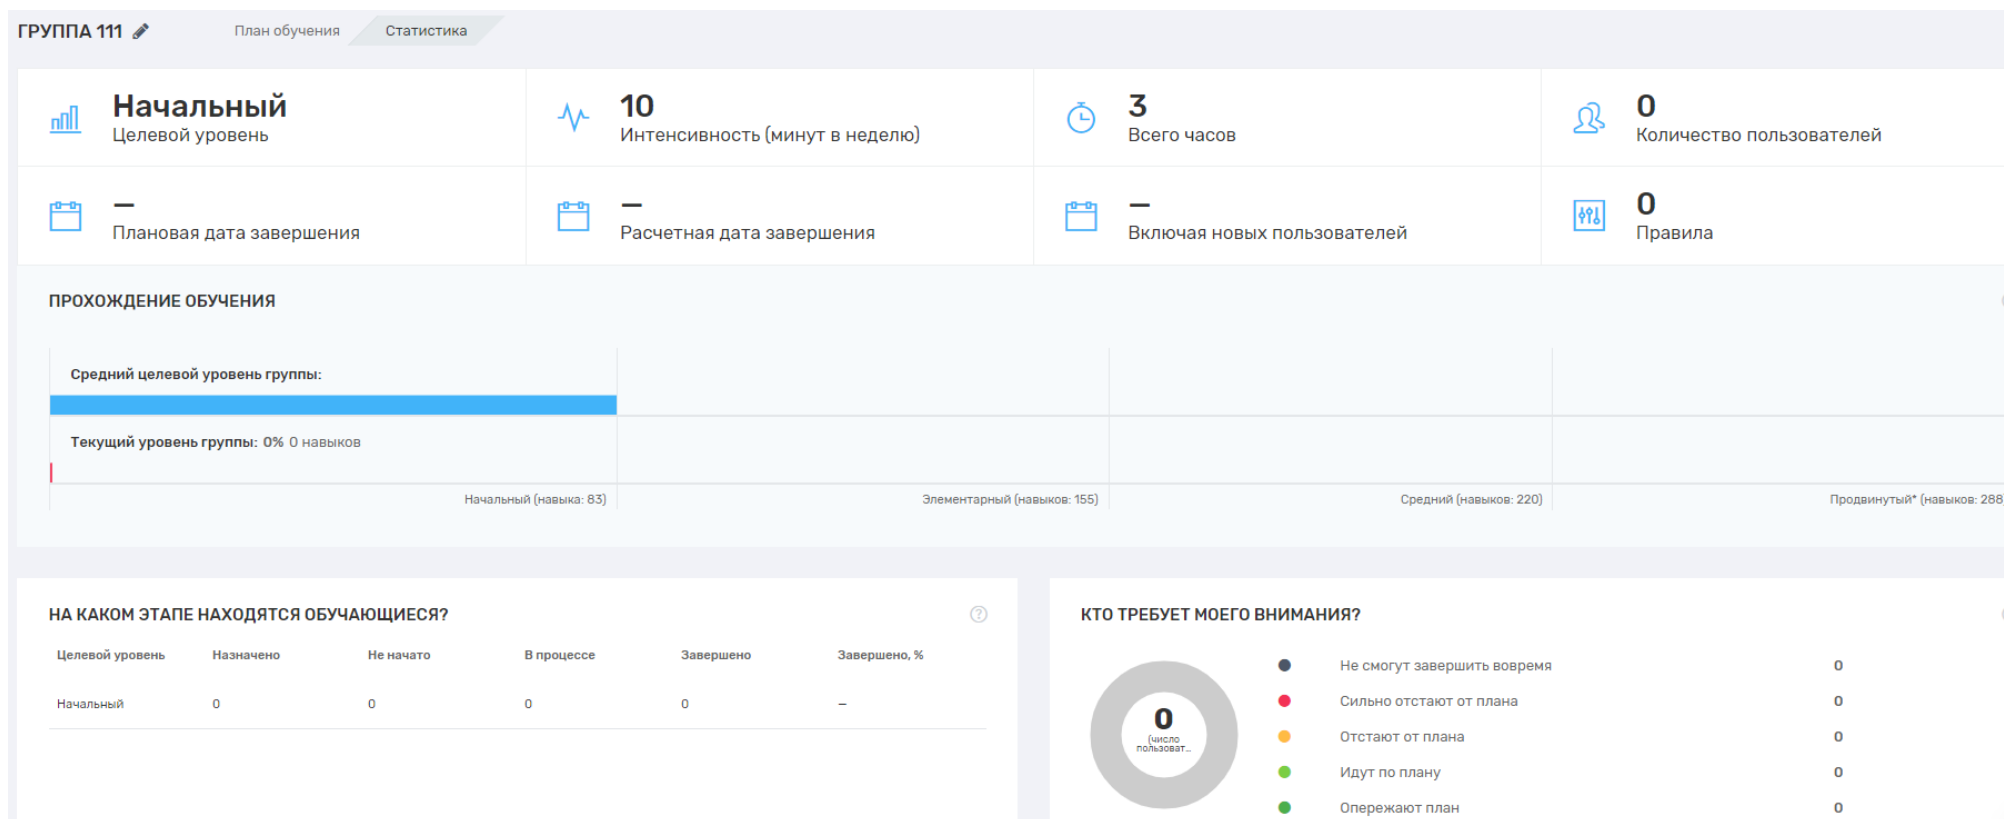 ГРУППА 111
План обучения
Статистика
Начальный
Целевой уровень
10
Интенсивность (минут в неделю)
3
Всего часов
0
Количество пользователей
—
Плановая дата завершения
—
Расчетная дата завершения
—
Включая новых пользователей
0
Правила
ПРОХОЖДЕНИЕ ОБУЧЕНИЯ
Средний целевой уровень группы:
Текущий уровень группы: 0% 0 навыков
Начальный (навыка: 83)
Элементарный (навыков: 155)
Средний (навыков: 220)
Продвинутый* (навыков: 288)
НА КАКОМ ЭТАПЕ НАХОДЯТСЯ ОБУЧАЮЩИЕСЯ?
?
Целевой уровень Назначено Не начато В процессе Завершено Завершено, %
Начальный 0 0 0 0 —
КТО ТРЕБУЕТ МОЕГО ВНИМАНИЯ?
0
(число
пользоват...
Не смогут завершить вовремя 0
Сильно отстают от плана 0
Отстают от плана 0
Идут по плану 0
Опережают план 0